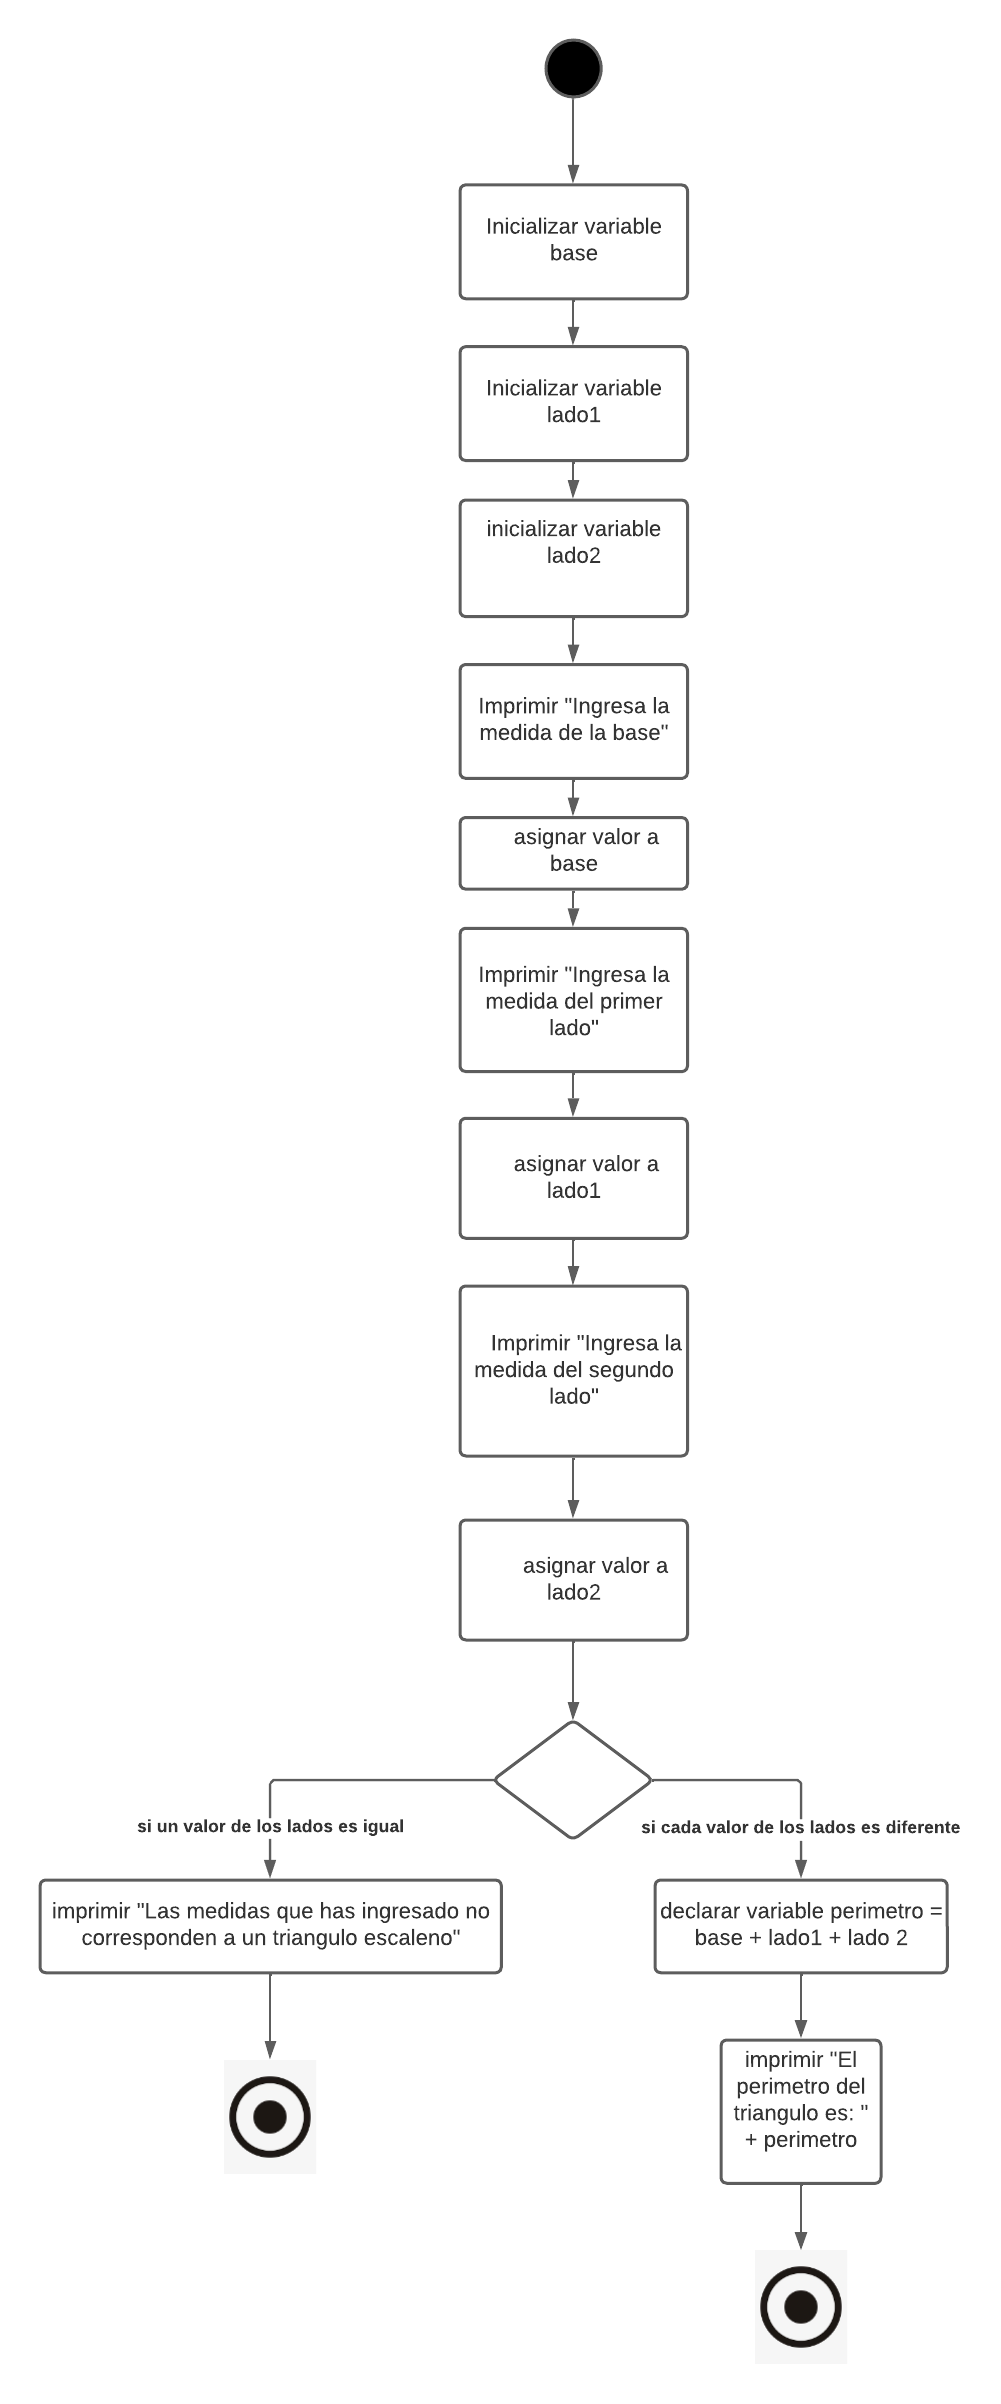 Inicializar variable
base
Inicializar variable
lado1
inicializar variable
lado2
Imprimir "Ingresa la
medida de la base"
asignar valor a
base
Imprimir "Ingresa la
medida del primer
lado"
asignar valor a
lado1
Imprimir "Ingresa la
medida del segundo
lado"
asignar valor a
lado2
si un valor de los lados es igual
si cada valor de los lados es diferente
imprimir "Las medidas que has ingresado no
corresponden a un triangulo escaleno"
declarar variable perimetro =
base + lado1 + lado 2
imprimir "El
perimetro del
triangulo es: "
+ perimetro